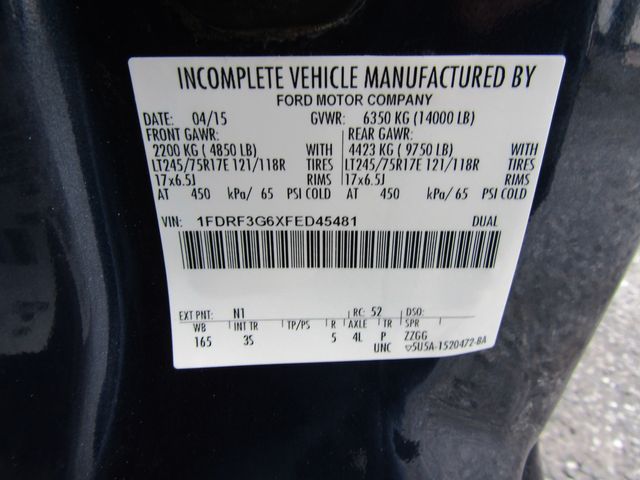 INCOMPLETE VEHICLE MANUFACTURED BY
FORD MOTOR COMPANY
DATE: 04/15 GVWR: 6350 KG (14000 LB)
FRONT GAWR: REAR GAWR:
2200 KG ( 4850 LB) WITH 4423 KG ( 9750 LB) WITH
LT245/75R17E 121/118R TIRES LT245/75R17E 121/118R TIRES
17x6.5J RIMS 17x6.5J RIMS
AT 450 kPa/ 65 PSI COLD AT 450 kPa/ 65 PSI COLD
VIN: 1FDRF3G6XFED45481 DUAL
EXT PNT: N1 RC: 52 DSO:
WB INT TR TP/PS R AXLE TR SPR
165 3S 5 4L P ZZGG
UNC ▽5U5A-1520472-BA